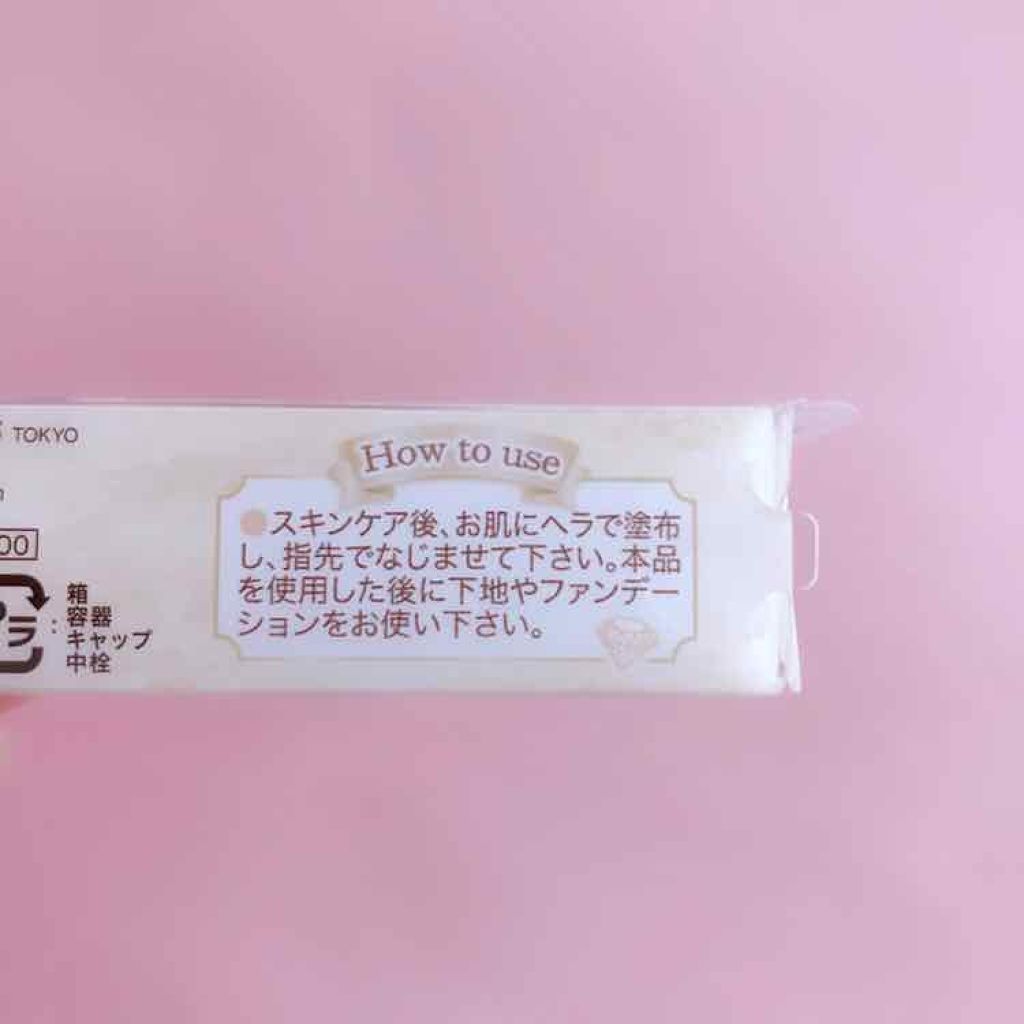 TOKYO
00
箱
容器
キャップ
中栓
:
How to use
●スキンケア後、お肌にヘラで塗布
し、指先でなじませて下さい。本品
を使用した後に下地やファンデー
ションをお使い下さい。